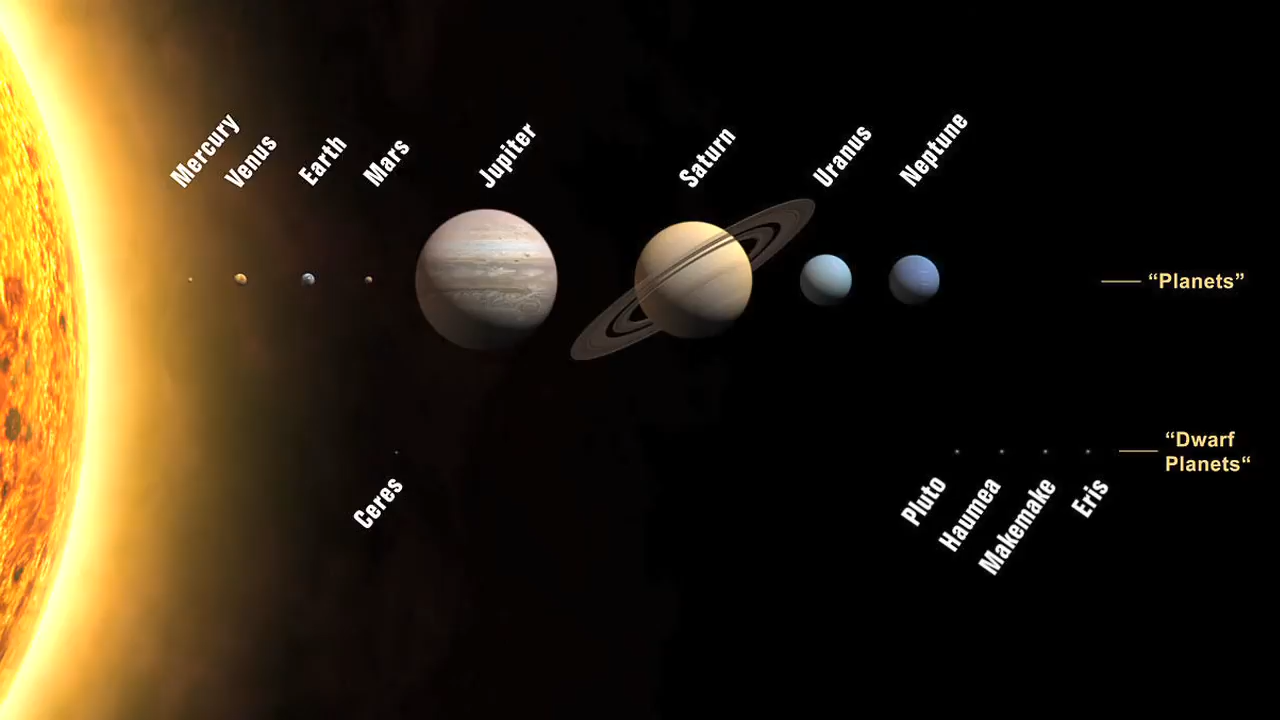 Mercury
Venus
Earth
Mars
Jupiter
Saturn
Uranus
Neptune
“Planets”
Ceres
Pluto
Haumea
Makemake
Eris
“Dwarf
Planets“